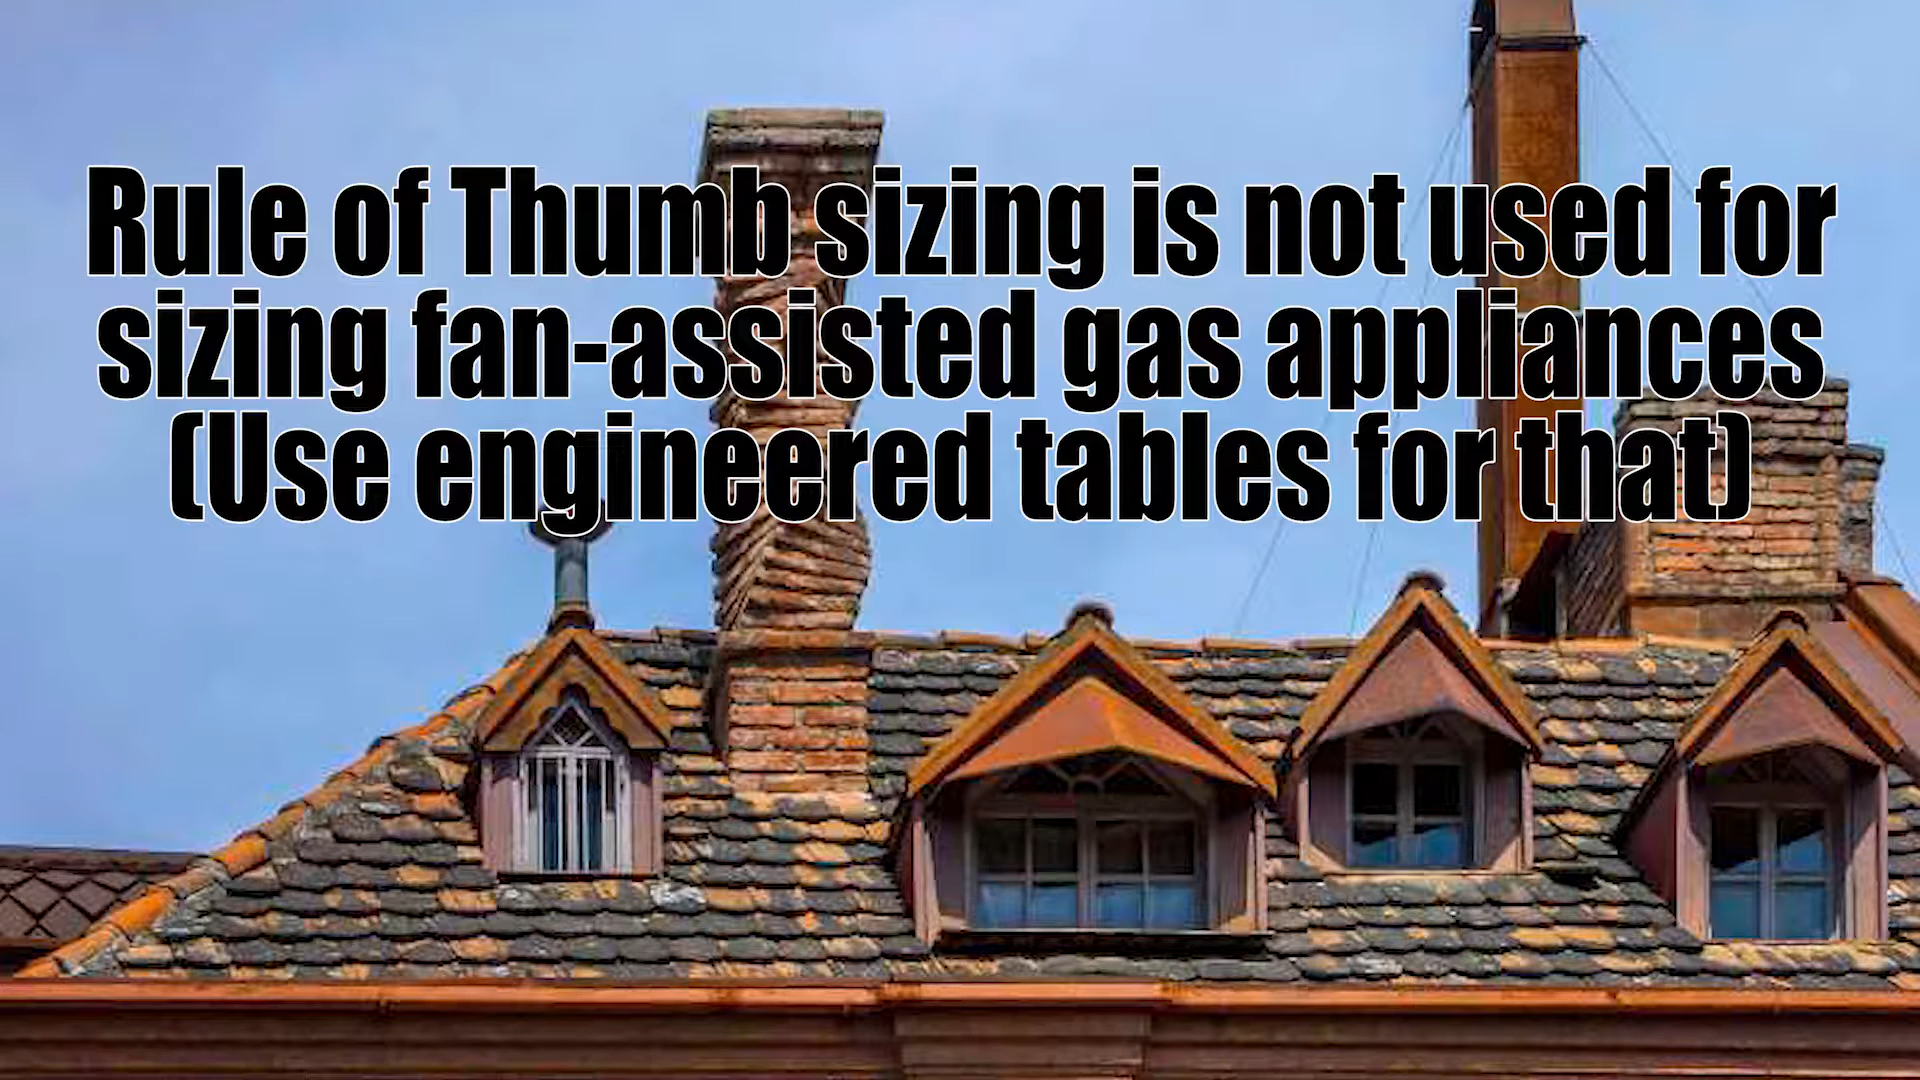 Rule of Thumb sizing is not used for
sizing fan-assisted gas appliances
(Use engineered tables for that)